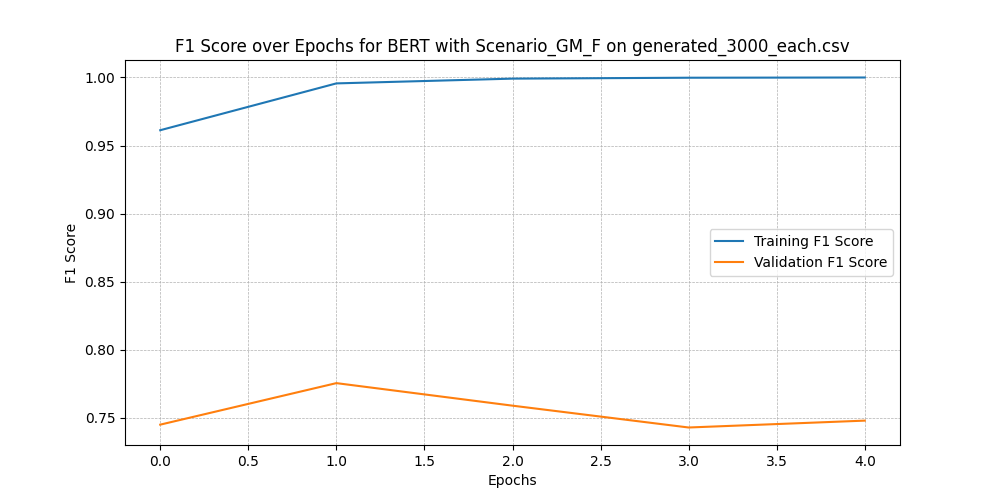 F1 Score over Epochs for BERT with Scenario_GM_F on generated_3000_each.csv
1.00
0.95
0.90
0.85
0.80
0.75
F1 Score
Training F1 Score
Validation F1 Score
0.0 0.5 1.0 1.5 2.0 2.5 3.0 3.5 4.0
Epochs